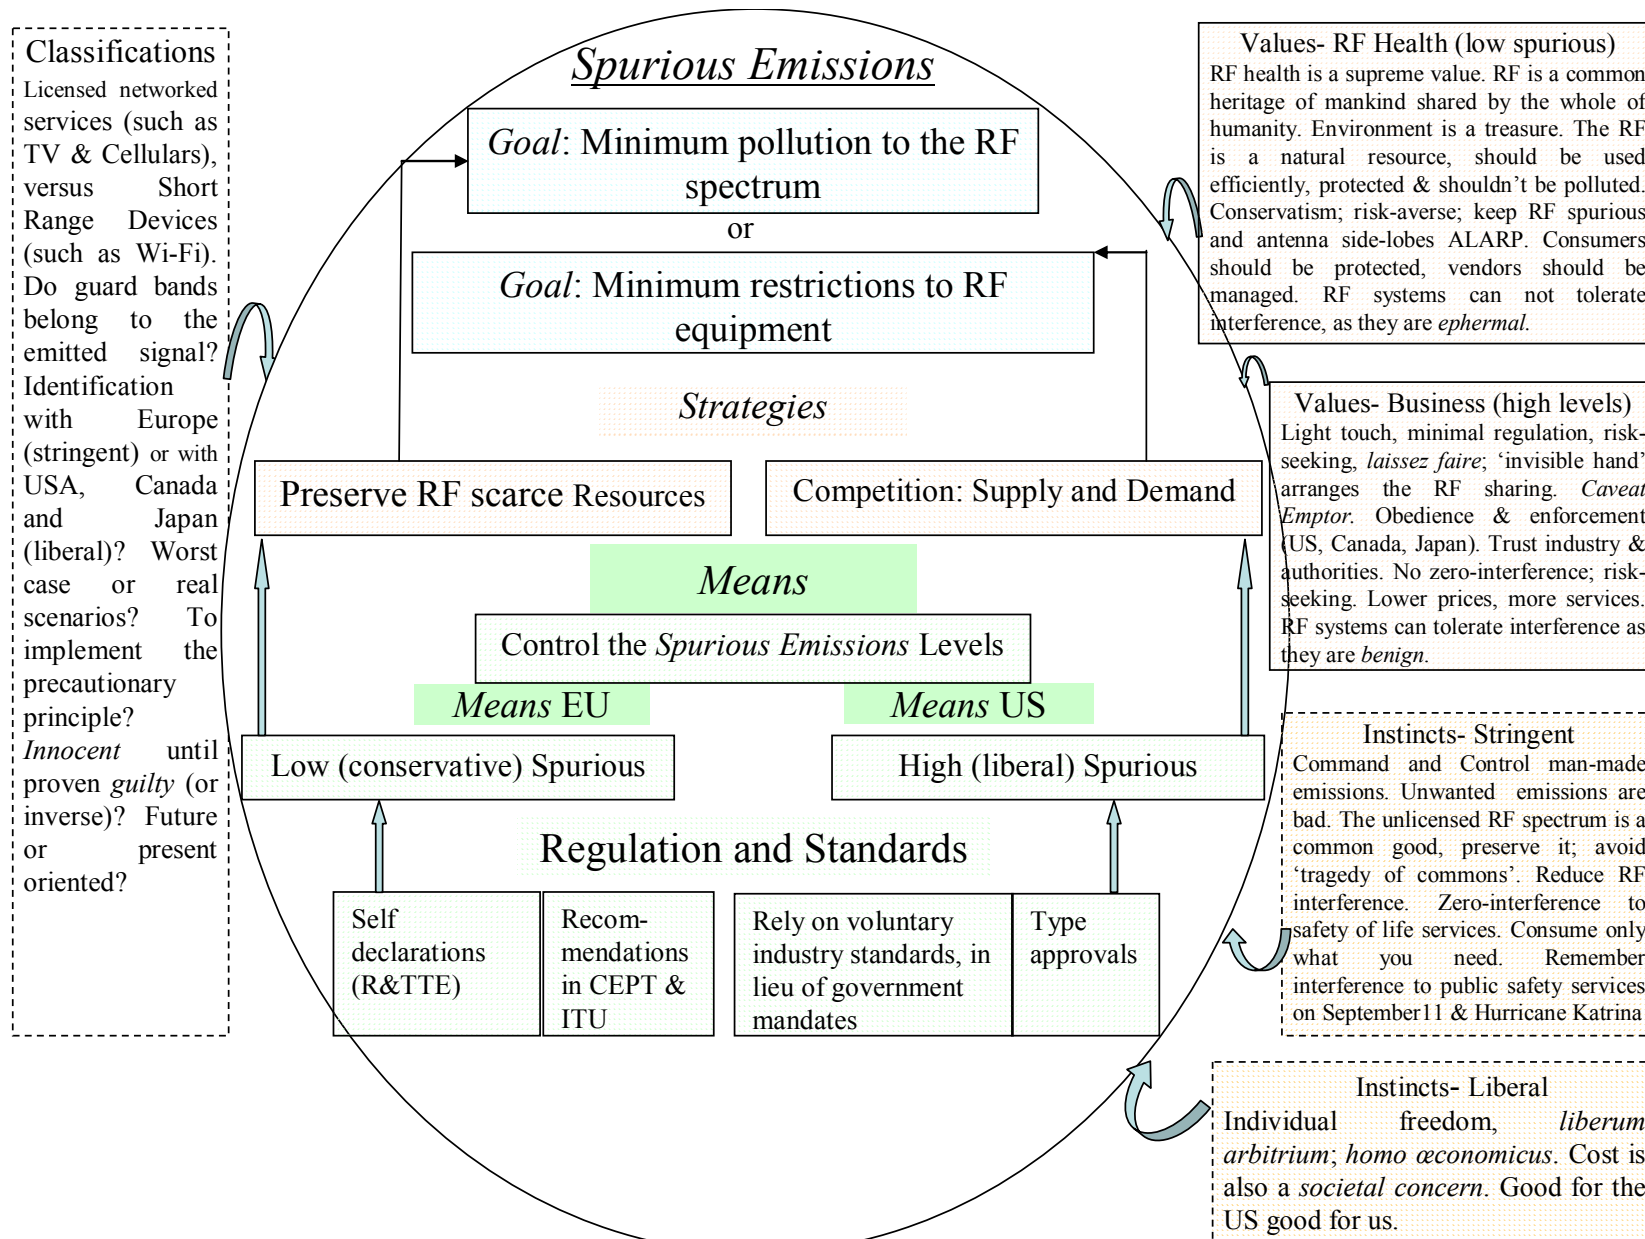 Classifications
Licensed networked
services (such as
TV & Cellulars),
versus Short
Range Devices
(such as Wi-Fi).
Do guard bands
belong to the
emitted signal?
Identification
with Europe
(stringent) or with
USA, Canada
and Japan
(liberal)? Worst
case or real
scenarios? To
implement the
precautionary
principle?
Innocent until
proven guilty (or
inverse)? Future
or present
oriented?
Spurious Emissions
Goal: Minimum pollution to the RF
spectrum
or
Goal: Minimum restrictions to RF
equipment
Strategies
Preserve RF scarce Resources
Competition: Supply and Demand
Means
Control the Spurious Emissions Levels
Means EU
Means US
Low (conservative) Spurious
High (liberal) Spurious
Regulation and Standards
Self
declarations
(R&TTE)
Recom-
mendations
in CEPT &
ITU
Rely on voluntary
industry standards, in
lieu of government
mandates
Type
approvals
Values- RF Health (low spurious)
RF health is a supreme value. RF is a common
heritage of mankind shared by the whole of
humanity. Environment is a treasure. The RF
is a natural resource, should be used
efficiently, protected & shouldn't be polluted.
Conservatism; risk-averse; keep RF spurious
and antenna side-lobes ALARP. Consumers
should be protected, vendors should be
managed. RF systems can not tolerate
interference, as they are ephermal.
Values- Business (high levels)
Light touch, minimal regulation, risk-
seeking, laissez faire; 'invisible hand'
arranges the RF sharing. Caveat
Emptor. Obedience & enforcement
(US, Canada, Japan). Trust industry &
authorities. No zero-interference; risk-
seeking. Lower prices, more services.
RF systems can tolerate interference as
they are benign.
Instincts- Stringent
Command and Control man-made
emissions. Unwanted emissions are
bad. The unlicensed RF spectrum is a
common good, preserve it; avoid
'tragedy of commons'. Reduce RF
interference. Zero-interference to
safety of life services. Consume only
what you need. Remember
interference to public safety services
on September11 & Hurricane Katrina
Instincts- Liberal
Individual freedom, liberum
arbitrium; homo œconomicus. Cost is
also a societal concern. Good for the
US good for us.